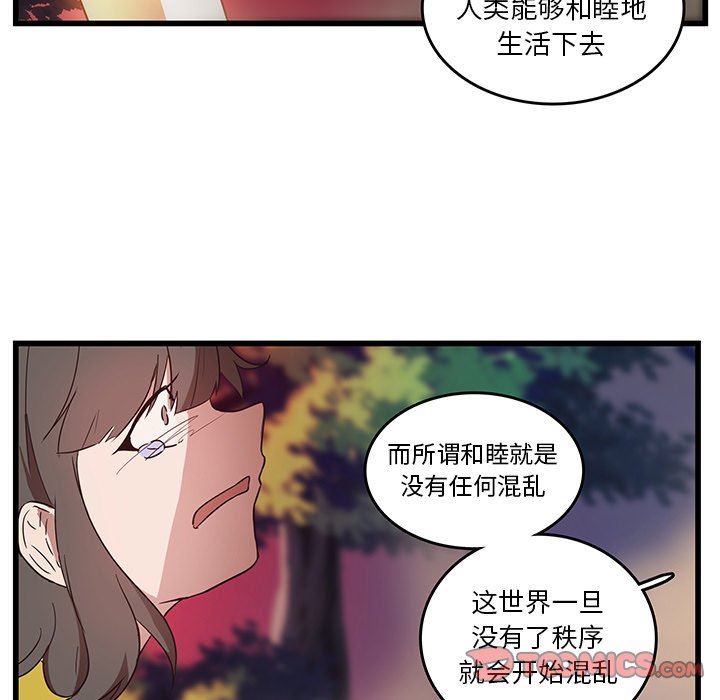 人类能够和睦地
生活下去
而所谓和睦就是
没有任何混乱
这世界一旦
没有了秩序
就会开始混乱
TOOMICS.COM